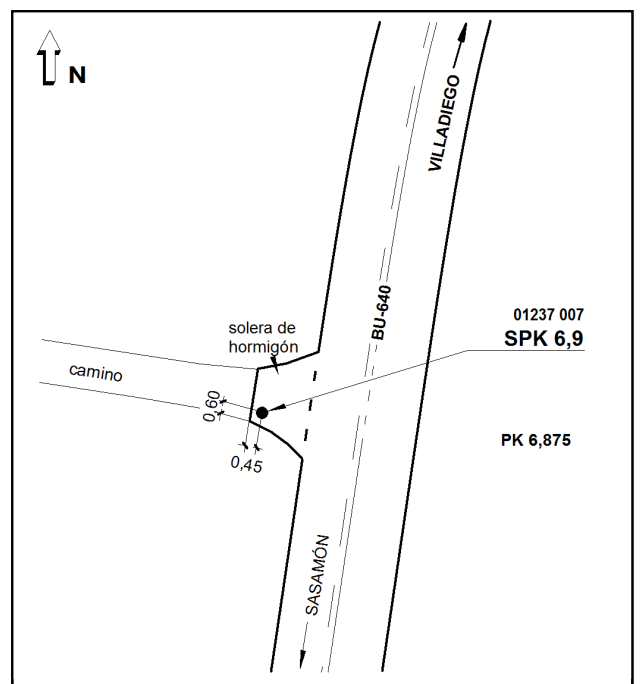 N
VILLADIEGO
BU-640
01237 007
SPK 6,9
solera de
hormigón
camino
0,60
0,45
PK 6,875
SASAMÓN